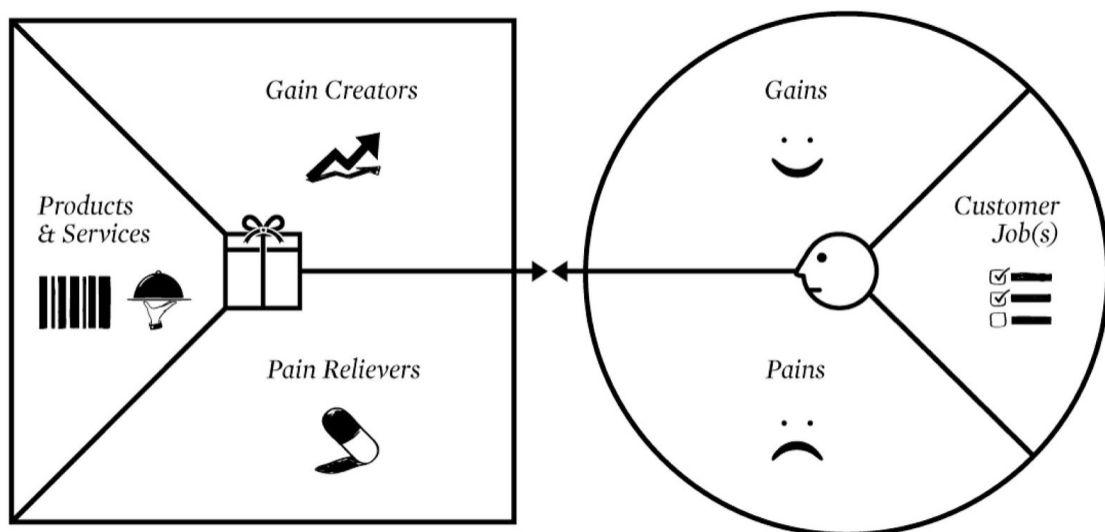 Gain Creators
Products
& Services
Pain Relievers
Gains
Customer
Job(s)
Pains